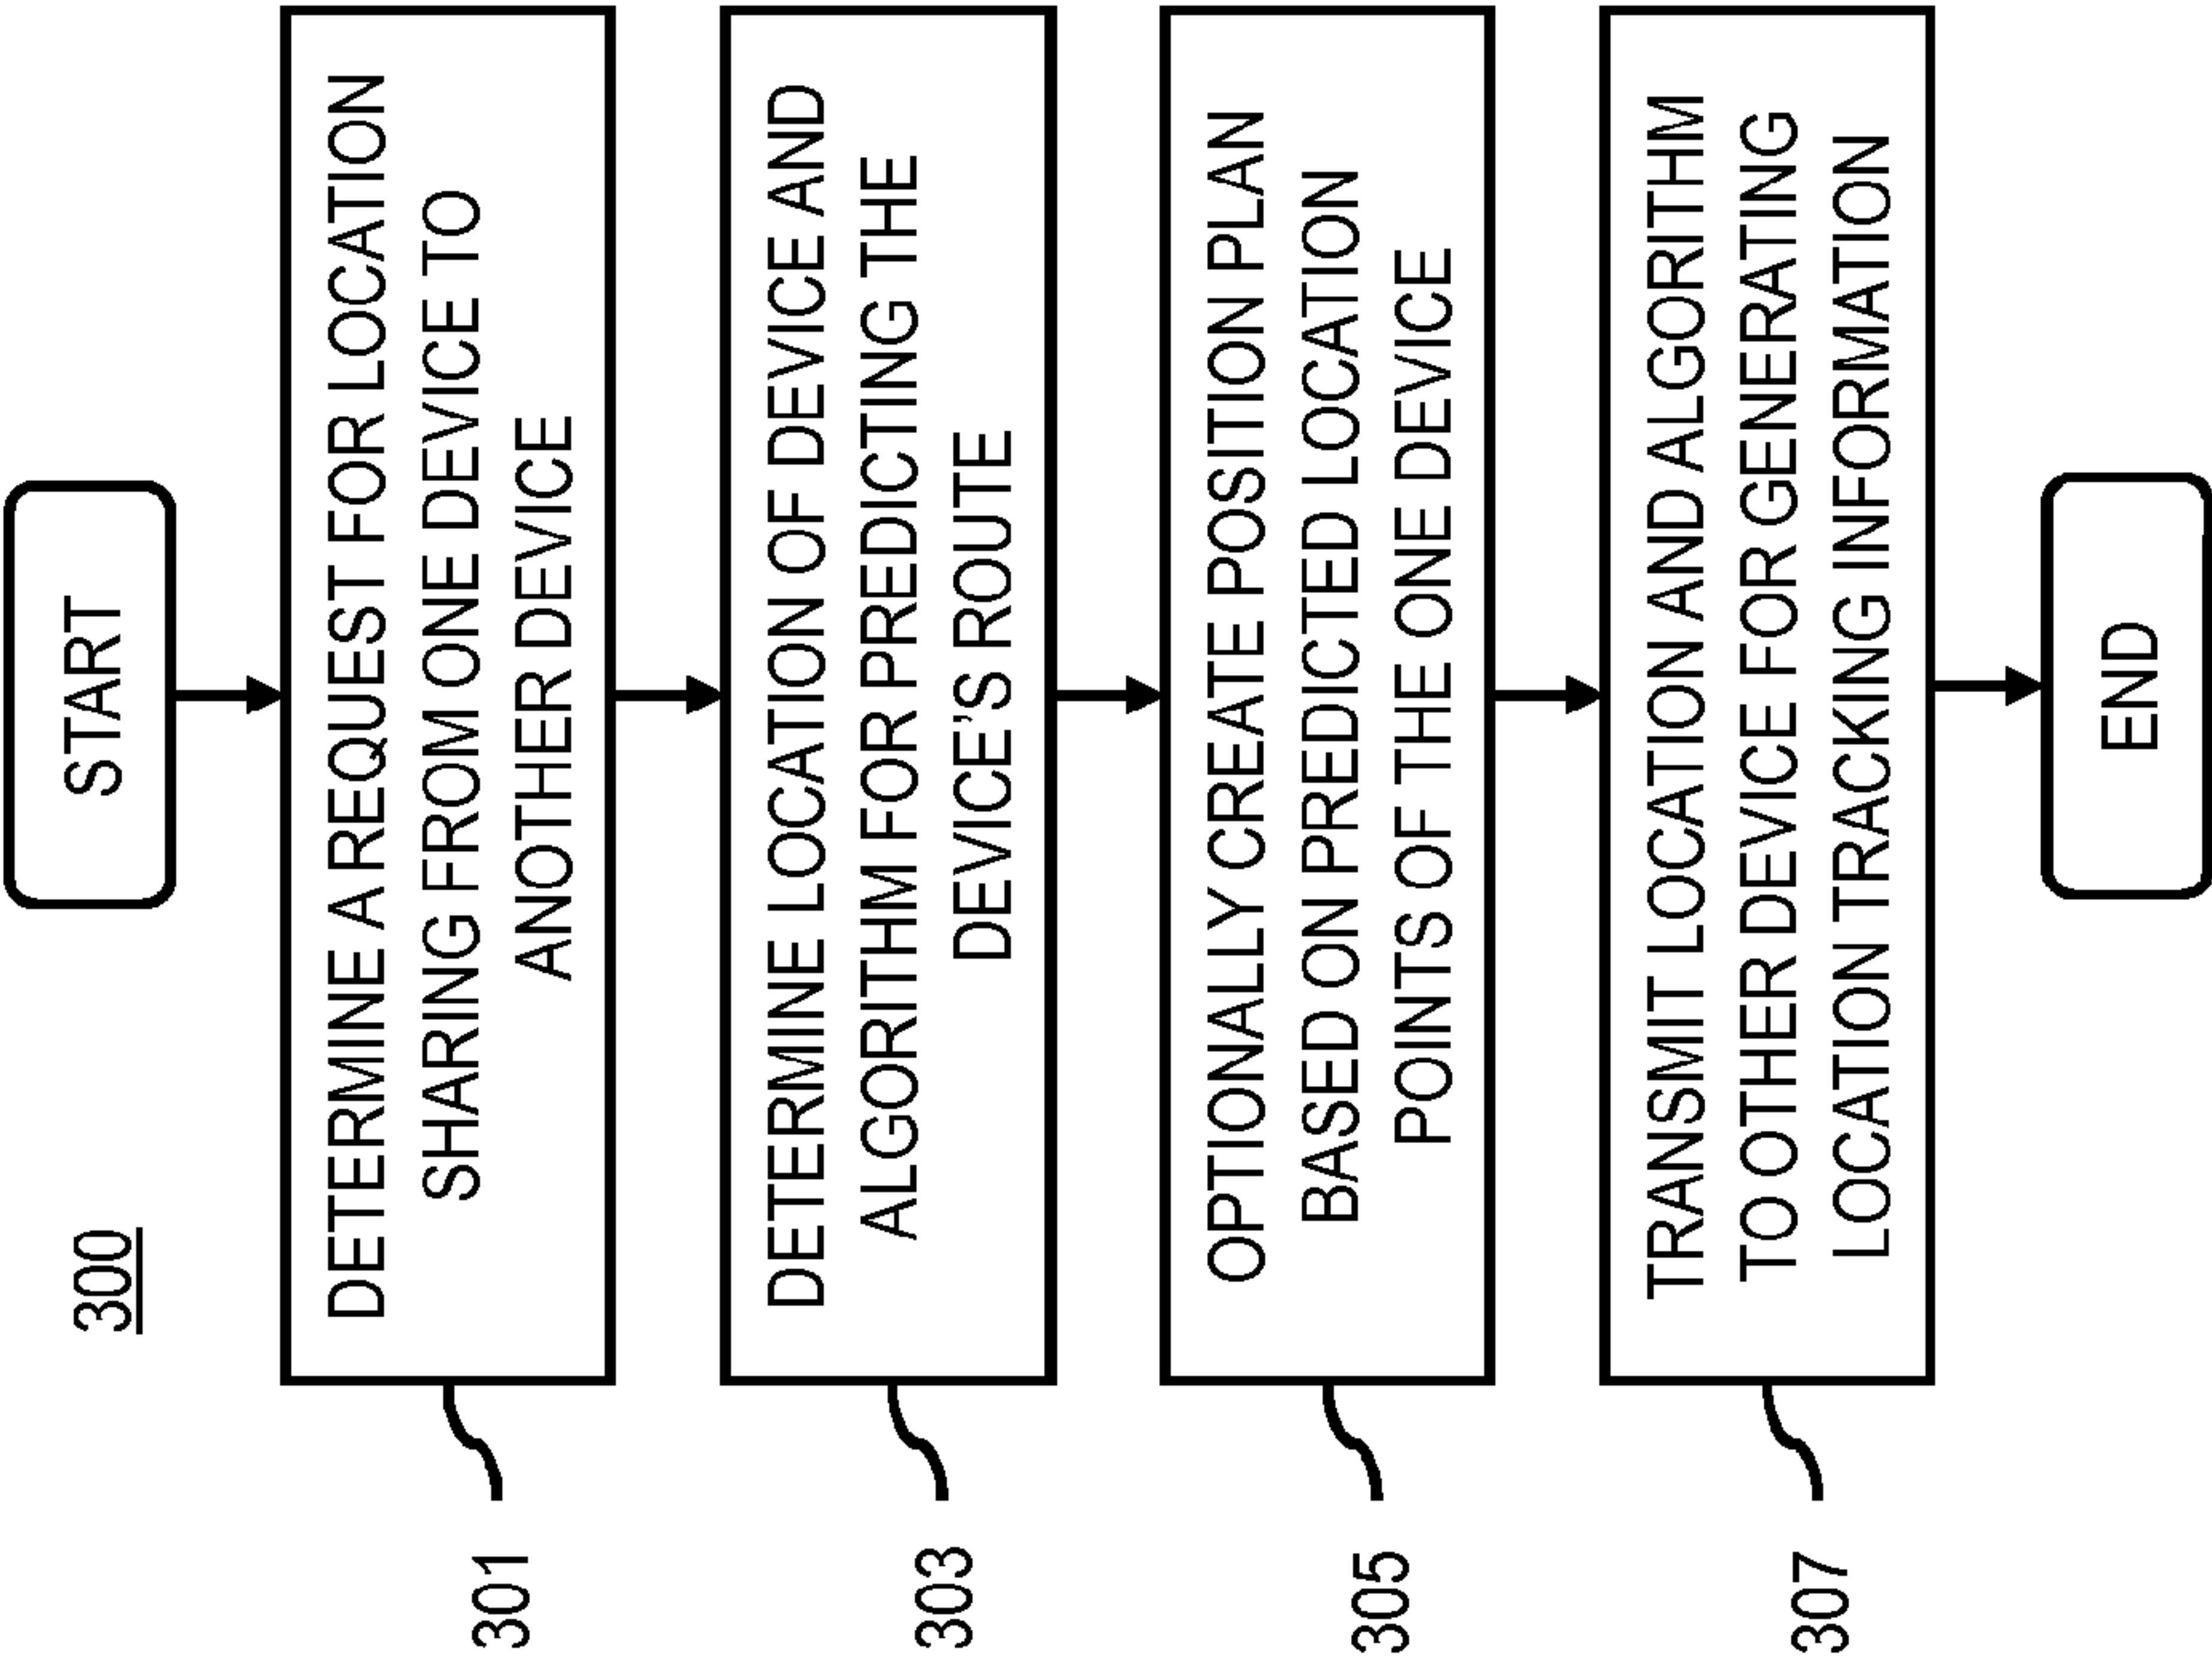 300
START
DETERMINE A REQUEST FOR LOCATION
SHARING FROM ONE DEVICE TO
ANOTHER DEVICE
301
DETERMINE LOCATION OF DEVICE AND
ALGORITHM FOR PREDICTING THE
DEVICE'S ROUTE
303
OPTIONALLY CREATE POSITION PLAN
BASED ON PREDICTED LOCATION
POINTS OF THE ONE DEVICE
305
TRANSMIT LOCATION AND ALGORITHM
TO OTHER DEVICE FOR GENERATING
LOCATION TRACKING INFORMATION
307
END